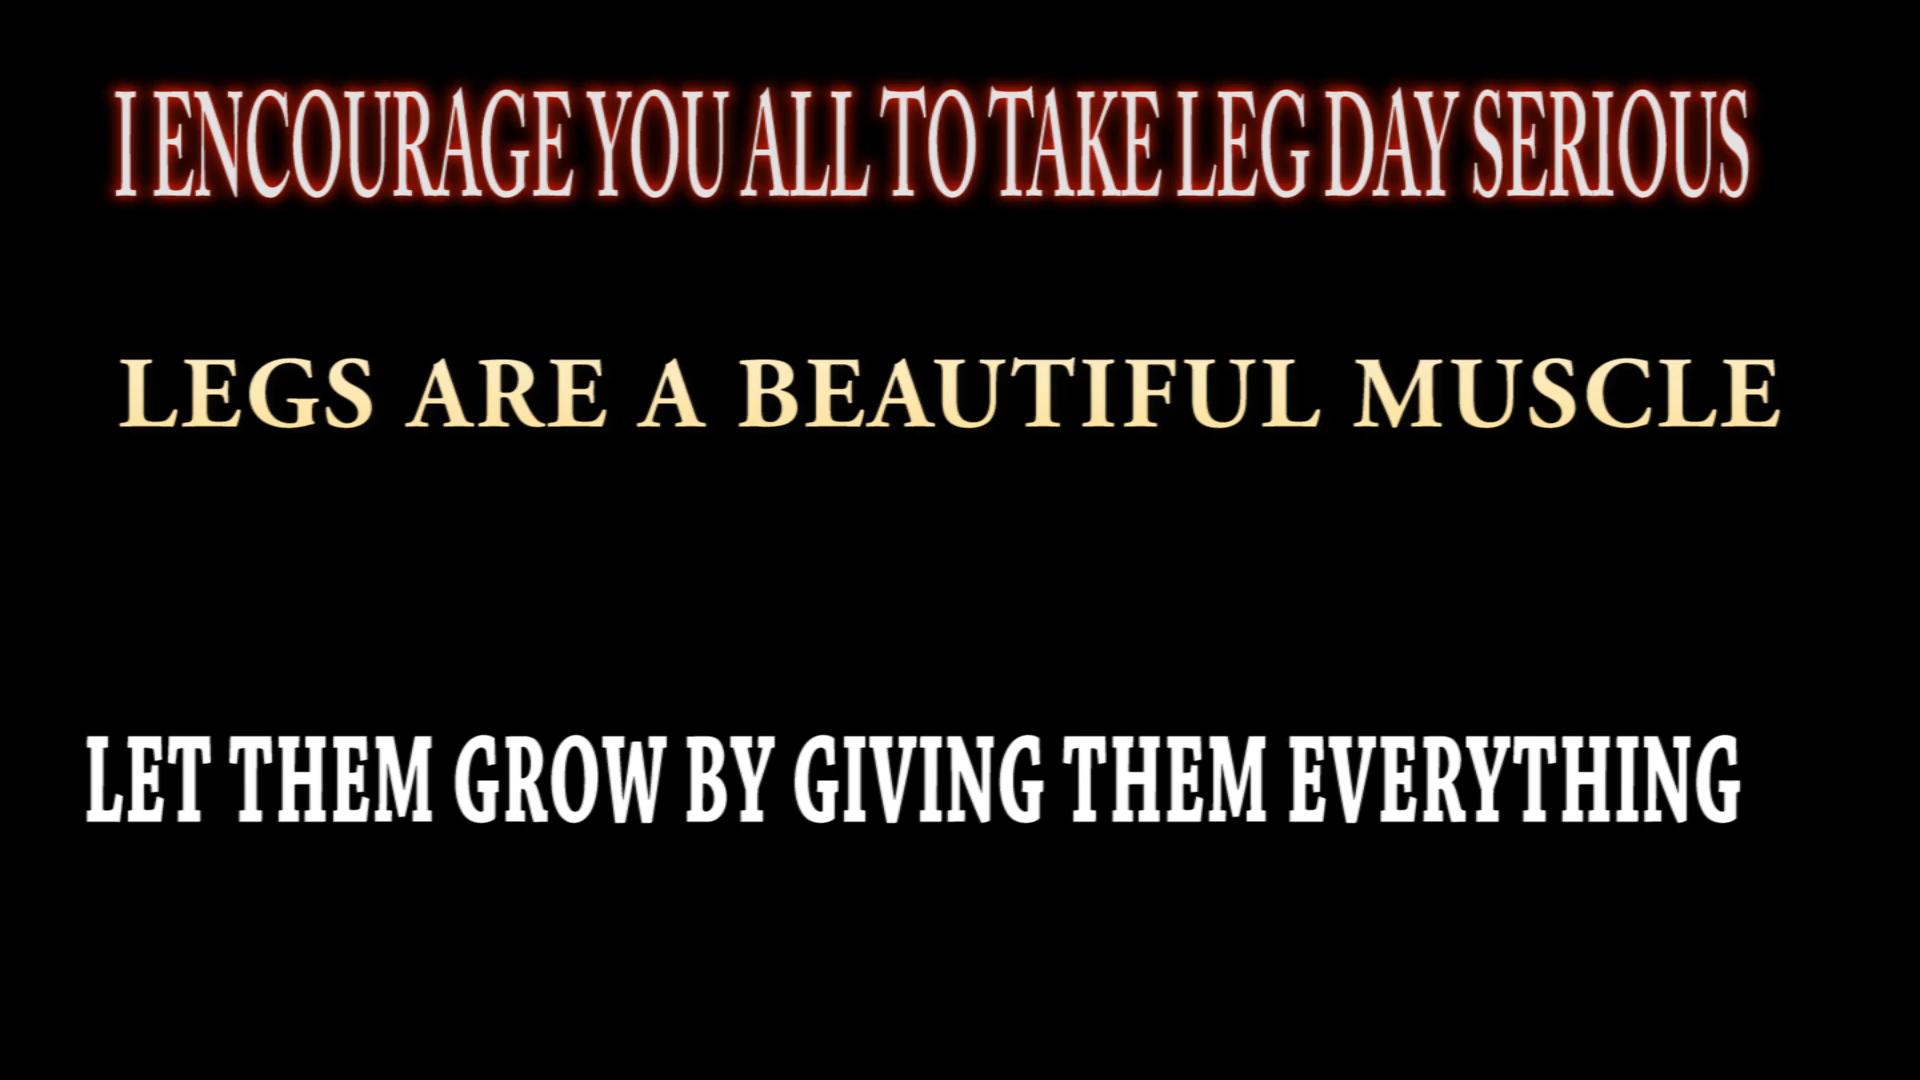 I ENCOURAGE YOU ALL TO TAKE LEG DAY SERIOUS
LEGS ARE A BEAUTIFUL MUSCLE
LET THEM GROW BY GIVING THEM EVERYTHING